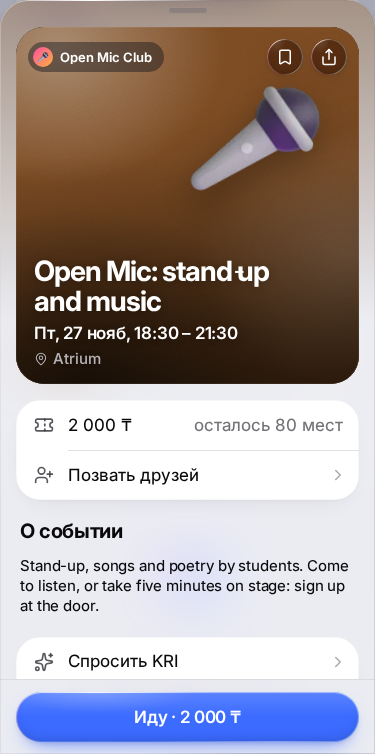 Open Mic Club
Open Mic: stand-up
and music
Пт, 27 нояб, 18:30 – 21:30
Atrium
2 000 ₸
осталось 80 мест
Позвать друзей
О событии
Stand-up, songs and poetry by students. Come
to listen, or take five minutes on stage: sign up
at the door.
Спросить KRI
Иду · 2 000 ₸